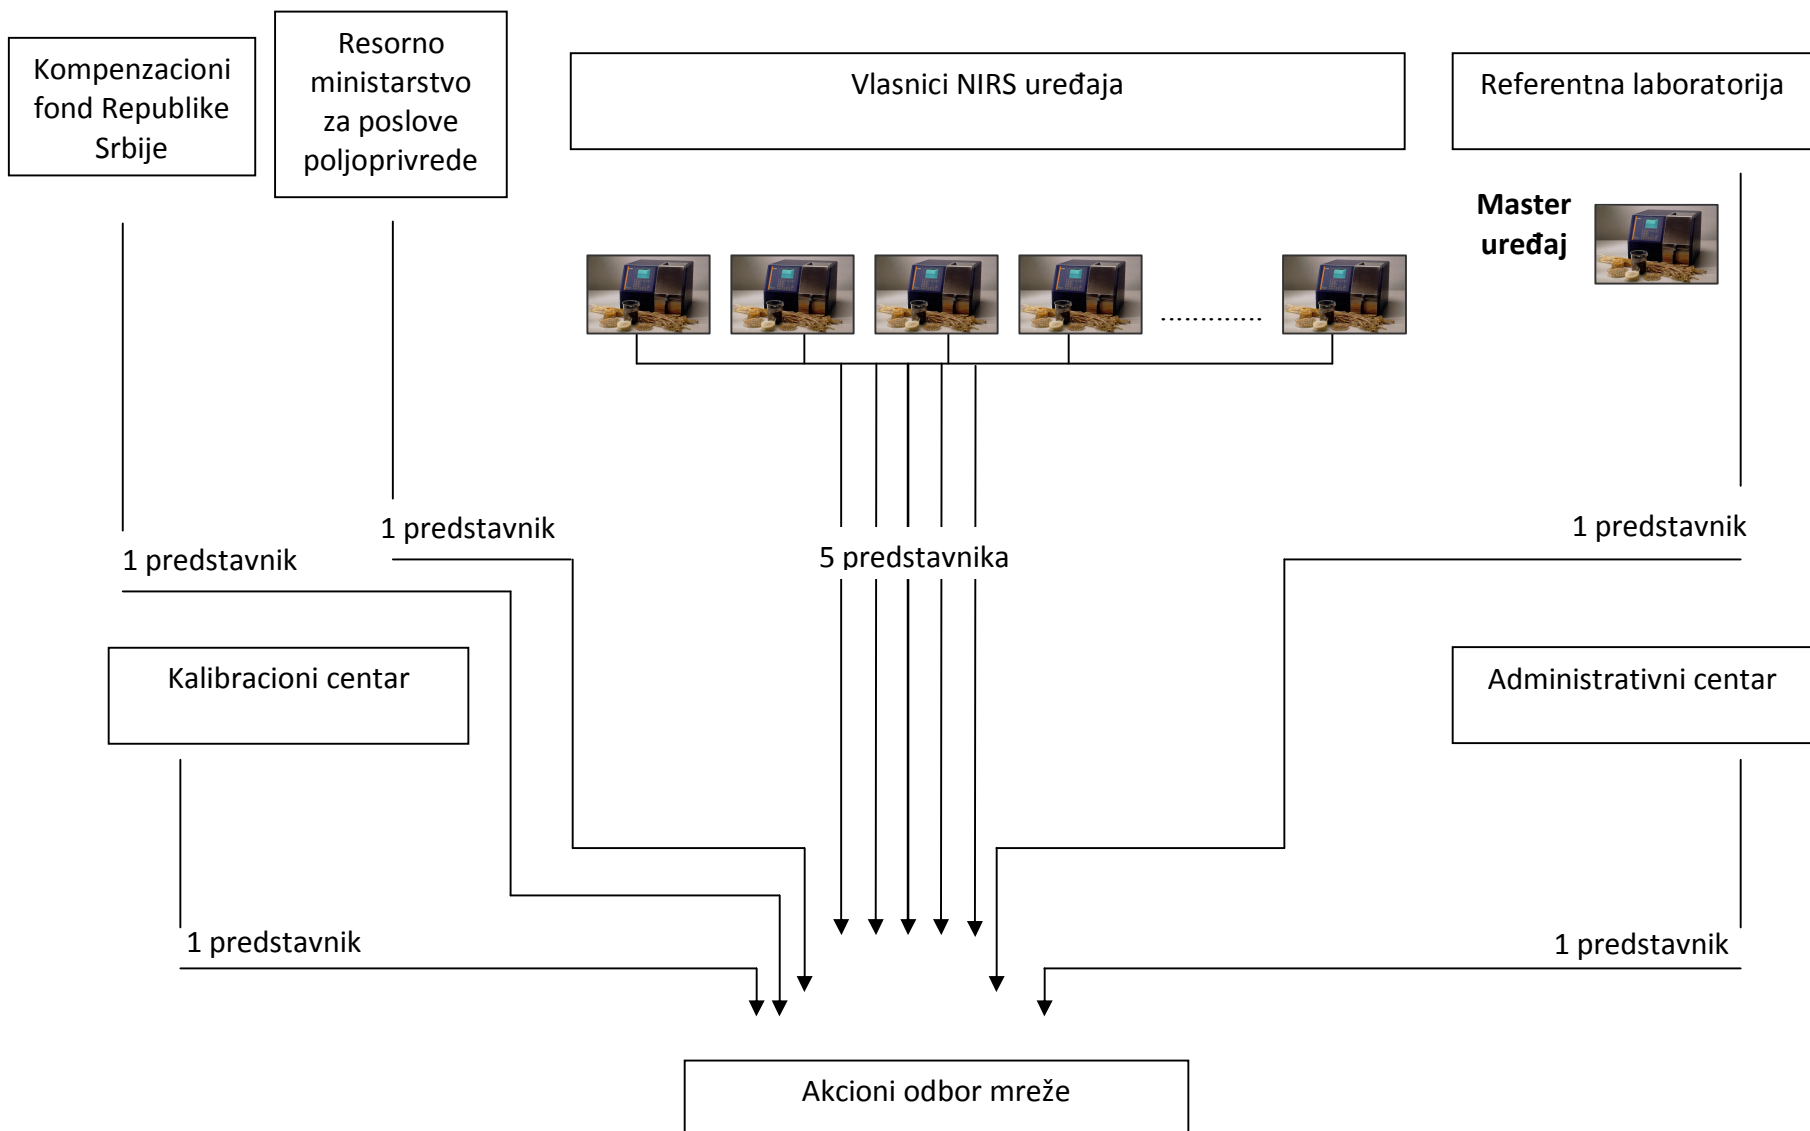 Kompenzacioni
fond Republike
Srbije
Resorno
ministarstvo
za poslove
poljoprivrede
Vlasnici NIRS uređaja
Referentna laboratorija
Master
uređaj
.............
1 predstavnik
1 predstavnik
5 predstavnika
1 predstavnik
Kalibracioni centar
Administrativni centar
1 predstavnik
1 predstavnik
Akcioni odbor mreže